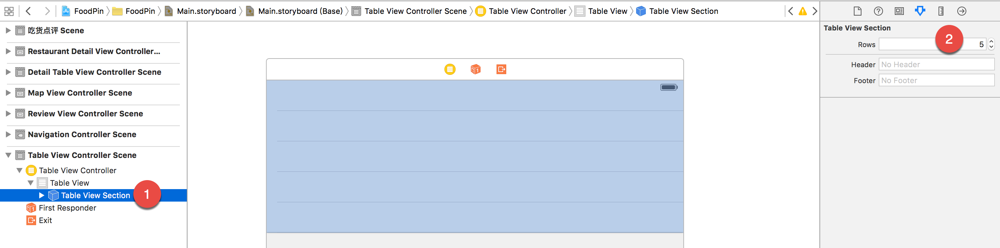 FoodPin
FoodPin
Main.storyboard
Main.storyboard (Base)
Table View Controller Scene
Table View Controller
Table View
Table View Section
吃货点评 Scene
Restaurant Detail View Controller...
Detail Table View Controller Scene
Map View Controller Scene
Review View Controller Scene
Navigation Controller Scene
Table View Controller Scene
Table View Controller
Table View
Table View Section
1
First Responder
Exit
Table View Section
2
Rows 5
Header No Header
Footer No Footer